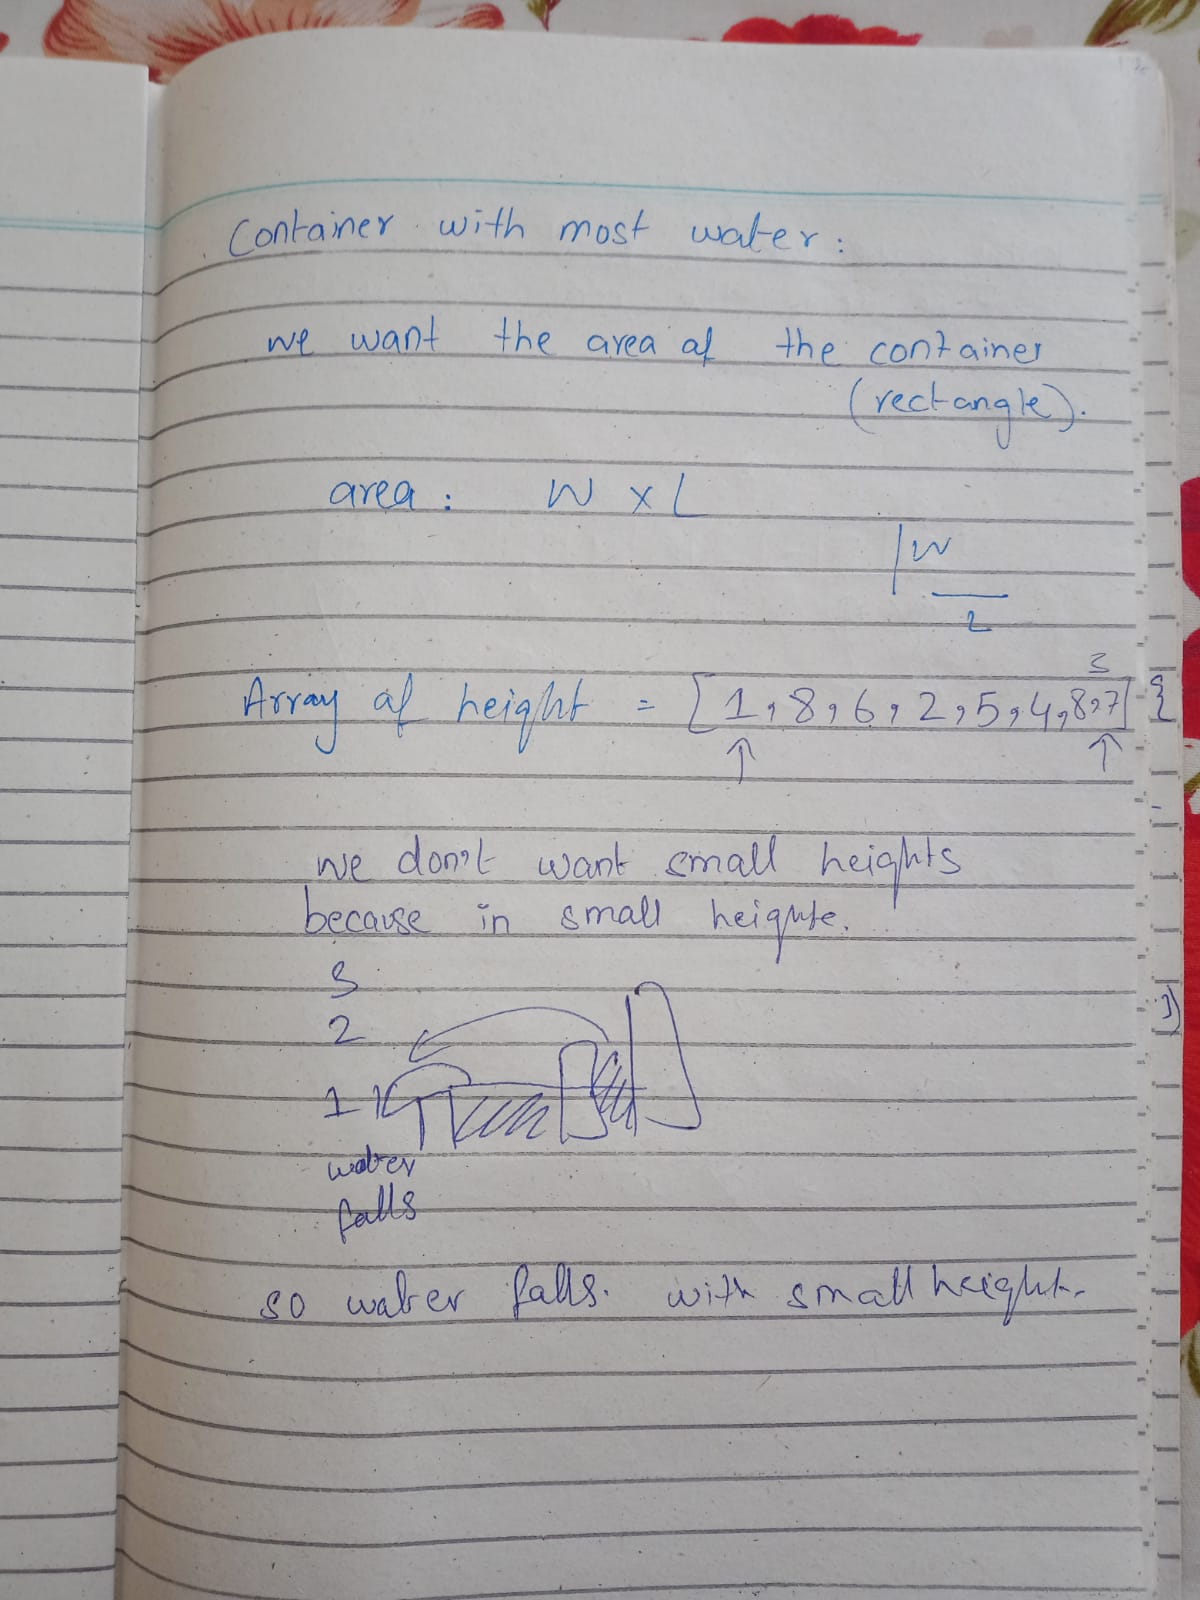 Container with most water:
we want the area of the container
(rectangle).
area: W x L
W
2
3
Array of height = [1,8,6,2,5,4,8,7]
we don't want small heights
because in small
3
2
1
water
falls
so water falls. with small height.